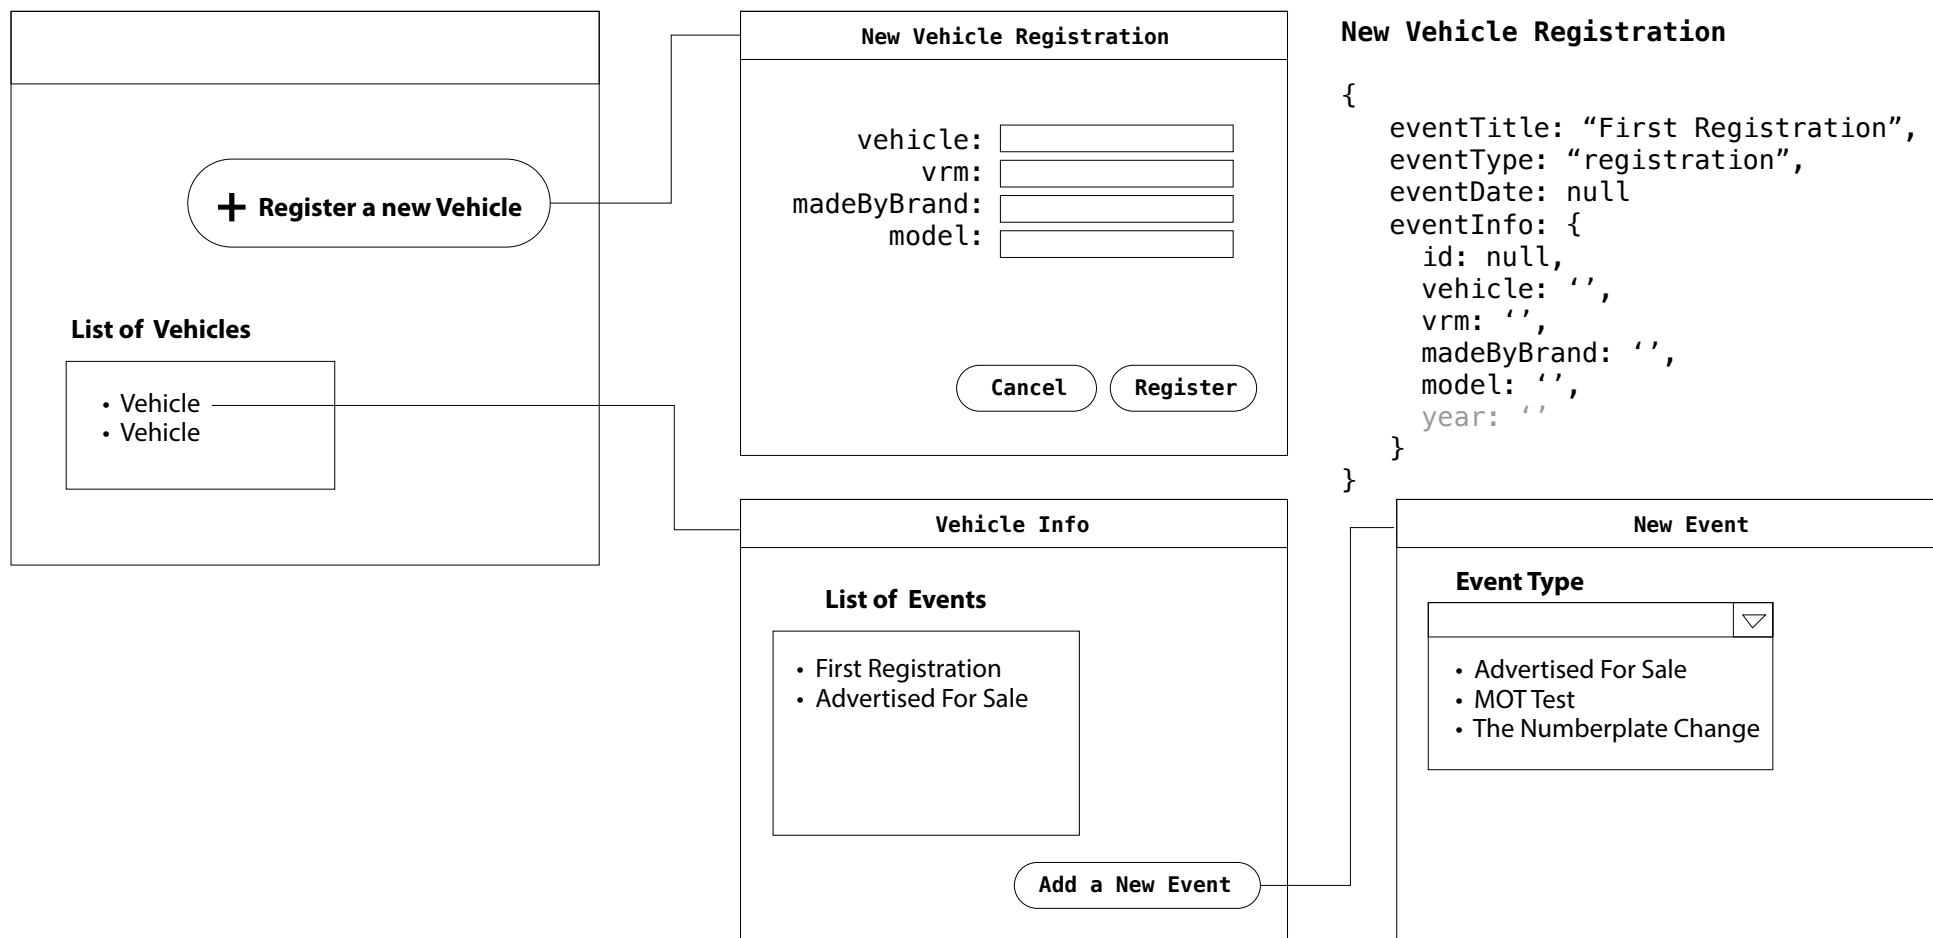 + Register a new Vehicle
List of Vehicles
• Vehicle
• Vehicle
New Vehicle Registration
vehicle:
vrm:
madeByBrand:
model:
Cancel
Register
New Vehicle Registration
{
eventTitle: “First Registration”,
eventType: “registration”,
eventDate: null
eventInfo: {
id: null,
vehicle: ‘’,
vrm: ‘’,
madeByBrand: ‘’,
model: ‘’,
year: ‘’
}
}
Vehicle Info
List of Events
• First Registration
• Advertised For Sale
Add a New Event
New Event
Event Type
• Advertised For Sale
• MOT Test
• The Numberplate Change